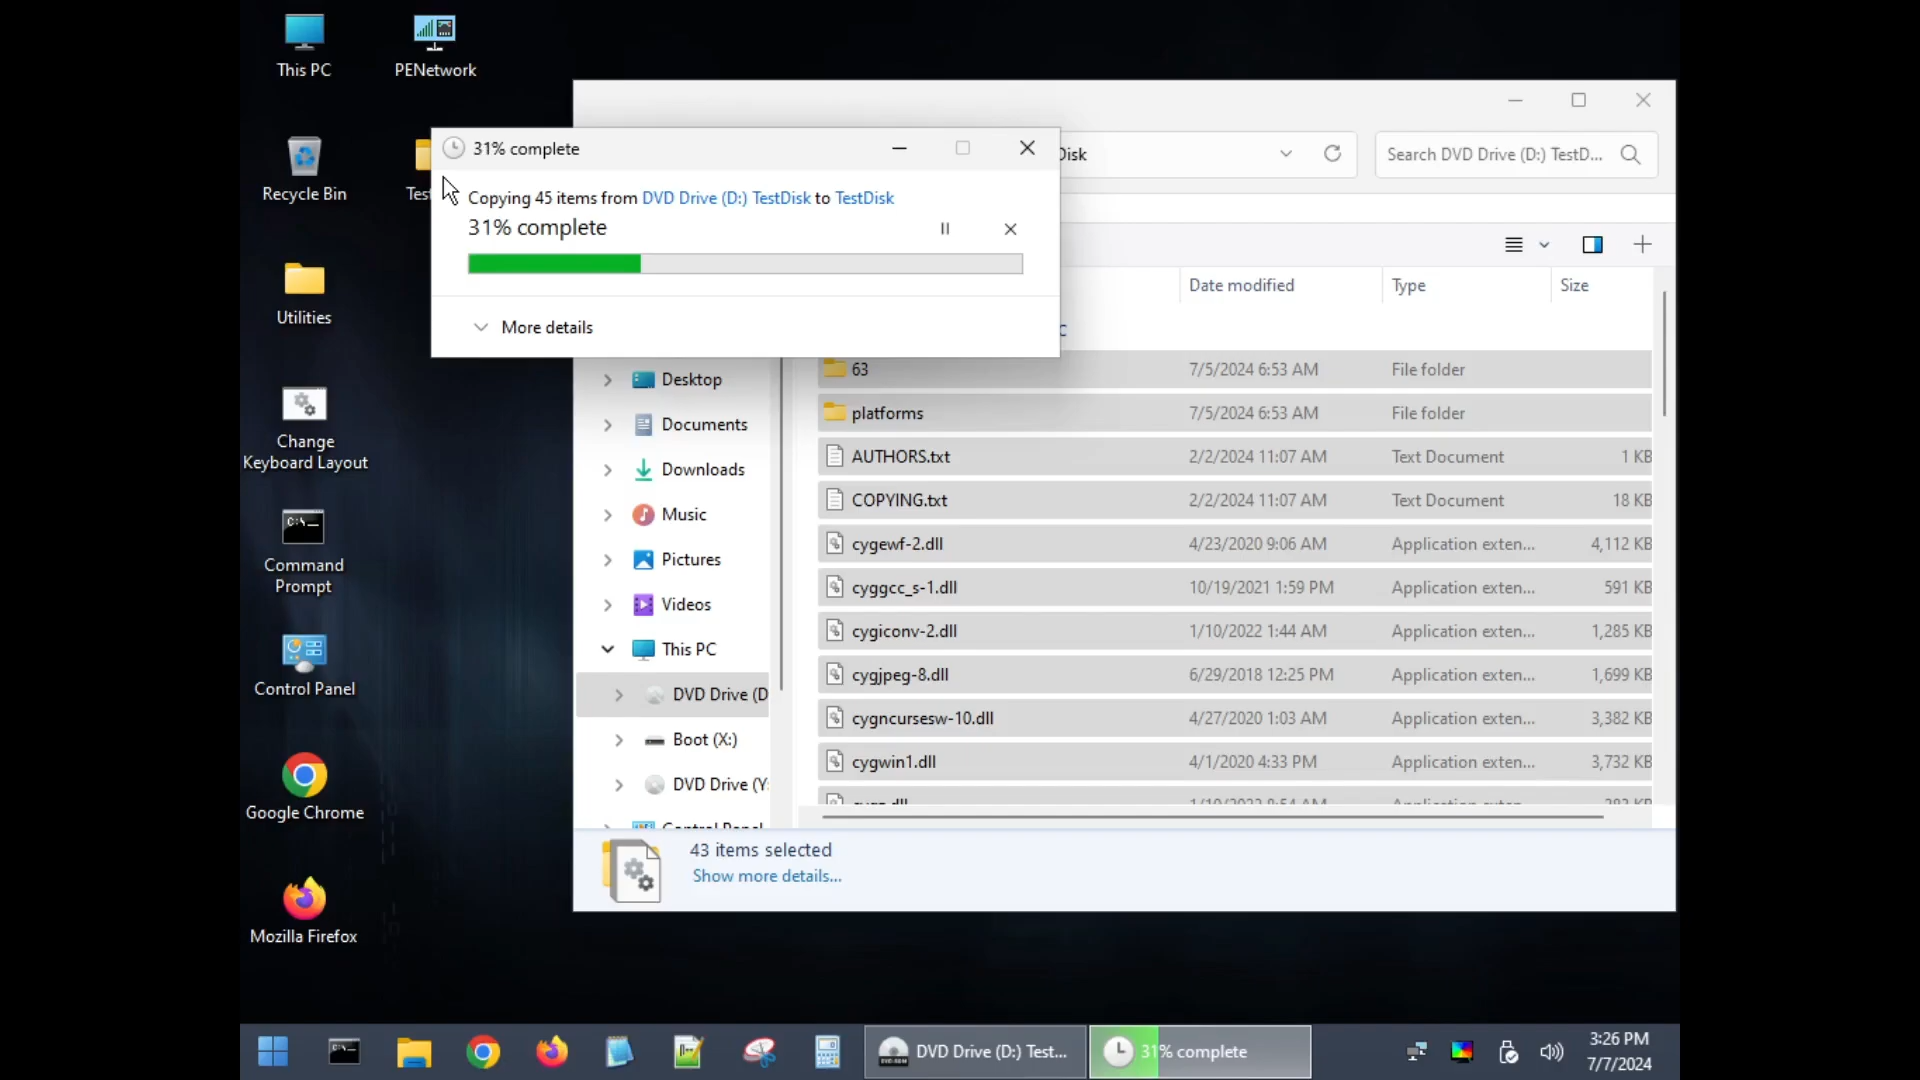 This PC
PENetwork
Recycle Bin
Utilities
Change
Keyboard Layout
C:\
Command
Prompt
Control Panel
Google Chrome
Mozilla Firefox
31% complete
Copying 45 items from DVD Drive (D:) TestDisk to TestDisk
31% complete
More details
Search DVD Drive (D:) TestD...
Date modified
Type
Size
Desktop
Documents
Downloads
Music
Pictures
Videos
This PC
DVD Drive (D
Boot (X:)
DVD Drive (Y:
63 7/5/2024 6:53 AM File folder
platforms 7/5/2024 6:53 AM File folder
AUTHORS.txt 2/2/2024 11:07 AM Text Document 1 KB
COPYING.txt 2/2/2024 11:07 AM Text Document 18 KB
cygewf-2.dll 4/23/2020 9:06 AM Application exten... 4,112 KB
cyggcc_s-1.dll 10/19/2021 1:59 PM Application exten... 591 KB
cygiconv-2.dll 1/10/2022 1:44 AM Application exten... 1,285 KB
cygjpeg-8.dll 6/29/2018 12:25 PM Application exten... 1,699 KB
cygncursesw-10.dll 4/27/2020 1:03 AM Application exten... 3,382 KB
cygwin1.dll 4/1/2020 4:33 PM Application exten... 3,732 KB
43 items selected
Show more details...
DVD Drive (D:) Test...
31% complete
3:26 PM
7/7/2024